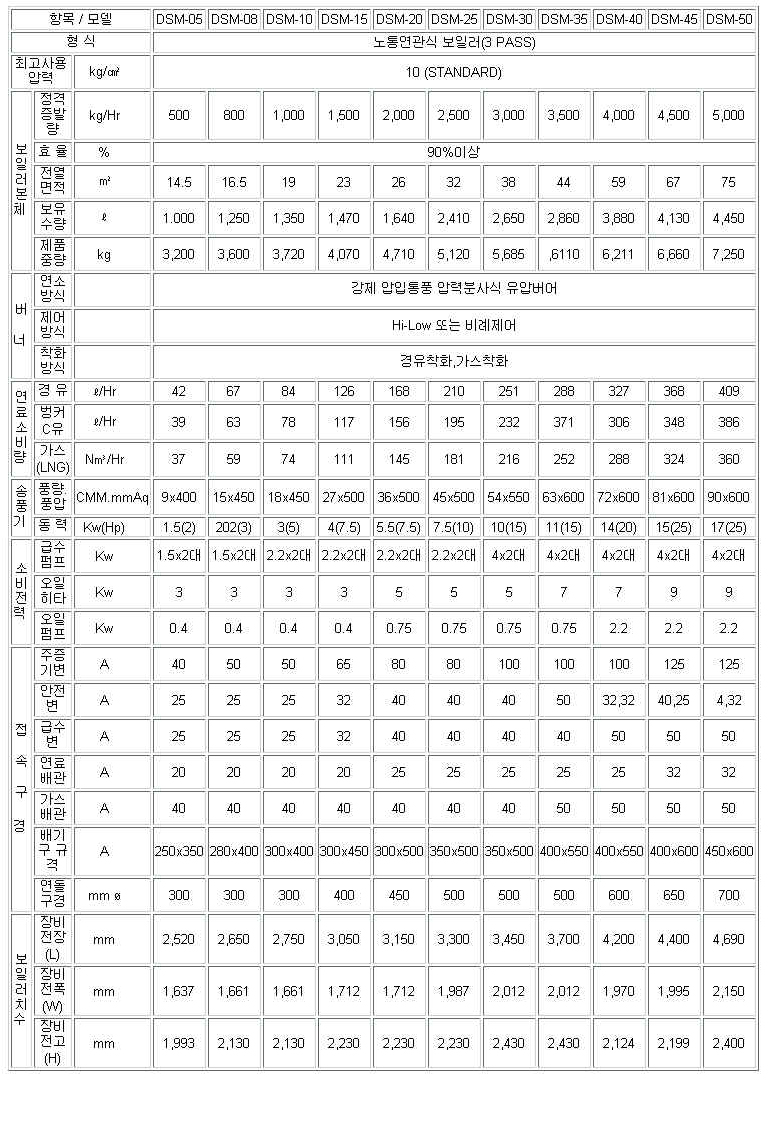 항목 / 모델 DSM-05 DSM-08 DSM-10 DSM-15 DSM-20 DSM-25 DSM-30 DSM-35 DSM-40 DSM-45 DSM-50
형 식 노통연관식 보일러(3 PASS)
최고사용압력 kg/㎠ 10 (STANDARD)
보일러본체
정격증발량 kg/Hr 500 800 1,000 1,500 2,000 2,500 3,000 3,500 4,000 4,500 5,000
효 율 % 90%이상
전열면적 ㎡ 14.5 16.5 19 23 26 32 38 44 59 67 75
보유수량 ℓ 1.000 1,250 1,350 1,470 1,640 2,410 2,650 2,860 3,880 4,130 4,450
제품중량 kg 3,200 3,600 3,720 4,070 4,710 5,120 5,685 ,6110 6,211 6,660 7,250
버너
연소방식 강제 압입통풍 압력분사식 유압버어
제어방식 Hi-Low 또는 비례제어
착화방식 경유착화,가스착화
연료소비량
경 유 ℓ/Hr 42 67 84 126 168 210 251 288 327 368 409
벙커C유 ℓ/Hr 39 63 78 117 156 195 232 371 306 348 386
가스(LNG) N㎥/Hr 37 59 74 111 145 181 216 252 288 324 360
송풍기
풍량.풍압 CMM.mmAq 9x400 15x450 18x450 27x500 36x500 45x500 54x550 63x600 72x600 81x600 90x600
동 력 Kw(Hp) 1.5(2) 202(3) 3(5) 4(7.5) 5.5(7.5) 7.5(10) 10(15) 11(15) 14(20) 15(25) 17(25)
소비전력
급수펌프 Kw 1.5x2대 1.5x2대 2.2x2대 2.2x2대 2.2x2대 2.2x2대 4x2대 4x2대 4x2대 4x2대 4x2대
오일히타 Kw 3 3 3 3 5 5 5 7 7 9 9
오일펌프 Kw 0.4 0.4 0.4 0.4 0.75 0.75 0.75 0.75 2.2 2.2 2.2
접속구경
주증기변 A 40 50 50 65 80 80 100 100 100 125 125
안전변 A 25 25 25 32 40 40 40 50 32,32 40,25 4,32
급수변 A 25 25 25 32 40 40 40 40 50 50 50
연료배관 A 20 20 20 20 25 25 25 25 25 32 32
가스배관 A 40 40 40 40 40 40 40 50 50 50 50
배기구 규격 A 250x350 280x400 300x400 300x450 300x500 350x500 350x500 400x550 400x550 400x600 450x600
연돌구경 mm ø 300 300 300 400 450 500 500 500 600 650 700
보일러치수
장비전장(L) mm 2,520 2,650 2,750 3,050 3,150 3,300 3,450 3,700 4,200 4,400 4,690
장비전폭(W) mm 1,637 1,661 1,661 1,712 1,712 1,987 2,012 2,012 1,970 1,995 2,150
장비전고(H) mm 1,993 2,130 2,130 2,230 2,230 2,230 2,430 2,430 2,124 2,199 2,400